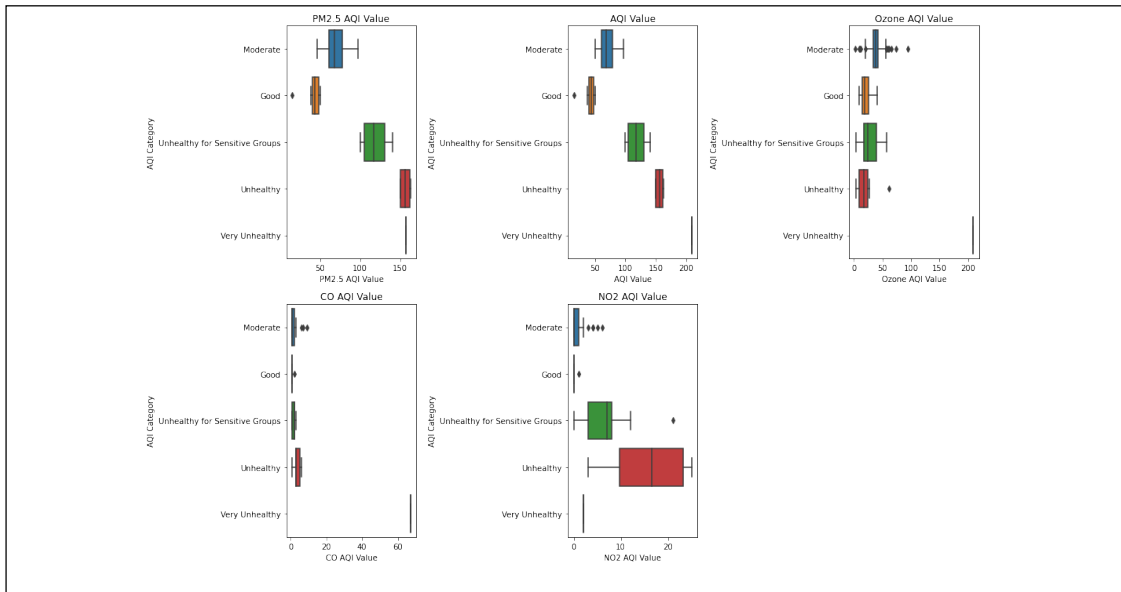 PM2.5 AQI Value
Moderate
Good
Unhealthy for Sensitive Groups
Unhealthy
Very Unhealthy
AQI Category
50
100
150
PM2.5 AQI Value
AQI Value
Moderate
Good
Unhealthy for Sensitive Groups
Unhealthy
Very Unhealthy
AQI Category
50
100
150
200
AQI Value
Ozone AQI Value
Moderate
Good
Unhealthy for Sensitive Groups
Unhealthy
Very Unhealthy
AQI Category
0
50
100
150
200
Ozone AQI Value
CO AQI Value
Moderate
Good
Unhealthy for Sensitive Groups
Unhealthy
Very Unhealthy
AQI Category
0
20
40
60
CO AQI Value
NO2 AQI Value
Moderate
Good
Unhealthy for Sensitive Groups
Unhealthy
Very Unhealthy
AQI Category
0
10
20
NO2 AQI Value